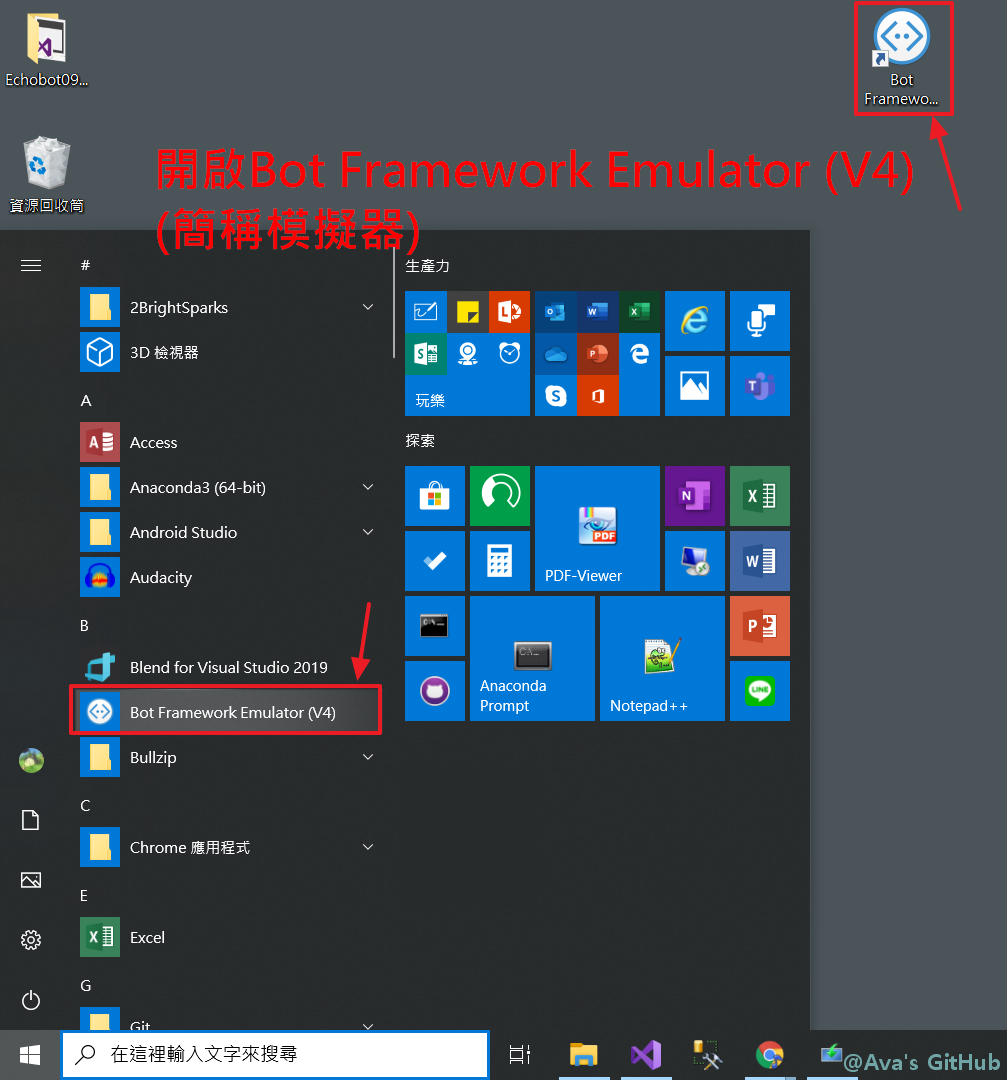 Echobot09...
Bot
Framewo...
資源回收筒
開啟Bot Framework Emulator (V4)
(簡稱模擬器)
#
2BrightSparks
3D 檢視器
A
Access
Anaconda3 (64-bit)
Android Studio
Audacity
B
Blend for Visual Studio 2019
Bot Framework Emulator (V4)
Bullzip
C
Chrome 應用程式
E
Excel
G
Git
生產力
玩樂
探索
PDF-Viewer
Anaconda
Prompt
Notepad++
LINE
在這裡輸入文字來搜尋
@Ava's GitHub